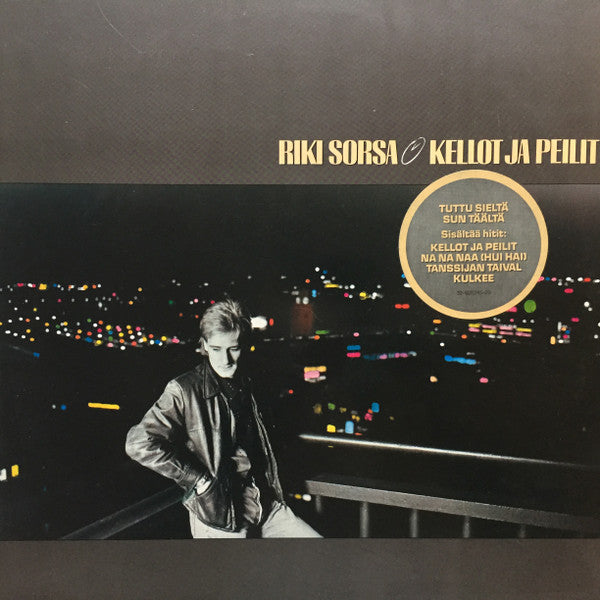 RIKI SORSA KELLOT JA PEILIT
TUTTU SIELTÄ
SUN TÄÄLTÄ
Sisältää hitit:
KELLOT JA PEILIT
NA NA NAA (HUI HAI)
TANSSIJAN TAIVAL
KULKEE